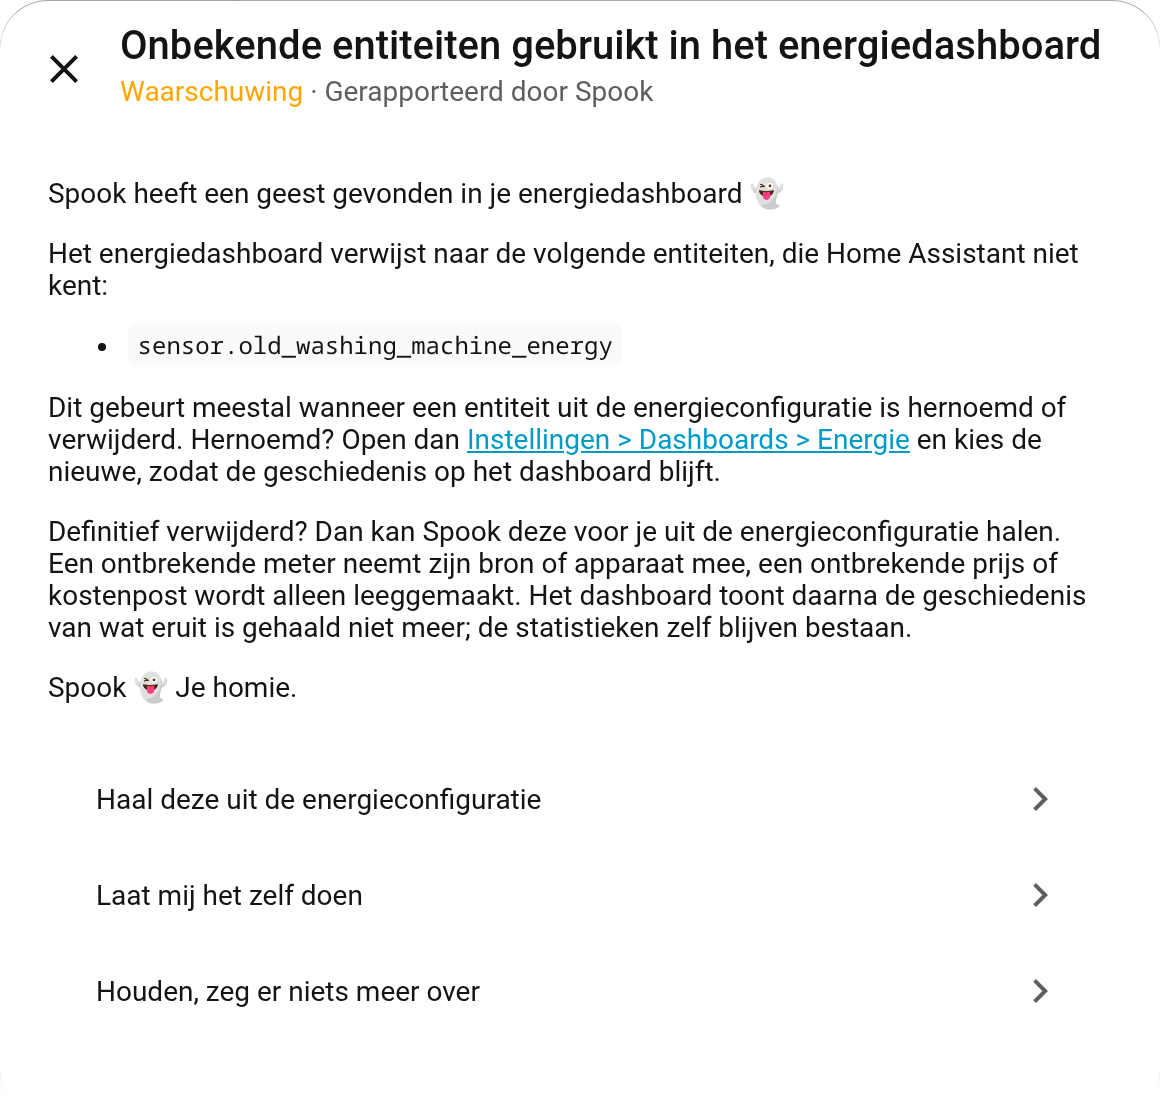 Onbekende entiteiten gebruikt in het energiedashboard
Waarschuwing · Gerapporteerd door Spook
Spook heeft een geest gevonden in je energiedashboard 👻
Het energiedashboard verwijst naar de volgende entiteiten, die Home Assistant niet
kent:
• sensor.old_washing_machine_energy
Dit gebeurt meestal wanneer een entiteit uit de energieconfiguratie is hernoemd of
verwijderd. Hernoemd? Open dan Instellingen > Dashboards > Energie en kies de
nieuwe, zodat de geschiedenis op het dashboard blijft.
Definitief verwijderd? Dan kan Spook deze voor je uit de energieconfiguratie halen.
Een ontbrekende meter neemt zijn bron of apparaat mee, een ontbrekende prijs of
kostenpost wordt alleen leeggemaakt. Het dashboard toont daarna de geschiedenis
van wat eruit is gehaald niet meer; de statistieken zelf blijven bestaan.
Spook 👻 Je homie.
Haal deze uit de energieconfiguratie
Laat mij het zelf doen
Houden, zeg er niets meer over